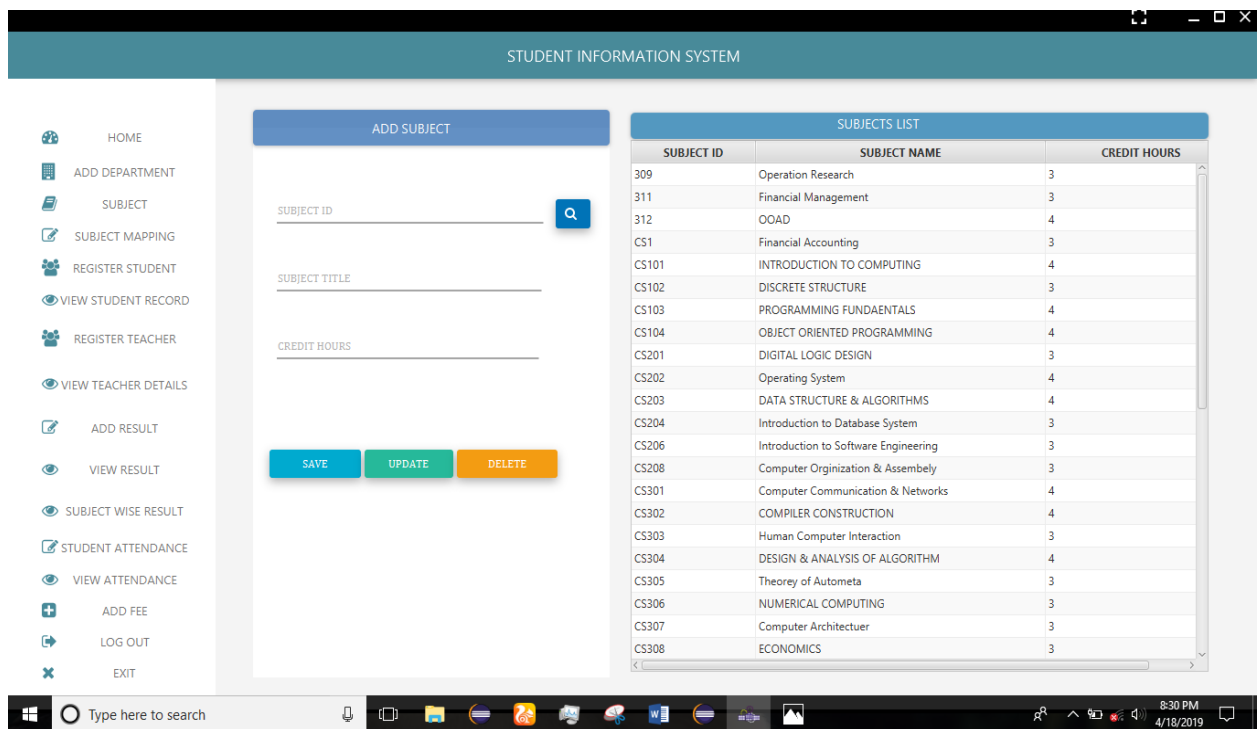 STUDENT INFORMATION SYSTEM
HOME
ADD DEPARTMENT
SUBJECT
SUBJECT MAPPING
REGISTER STUDENT
VIEW STUDENT RECORD
REGISTER TEACHER
VIEW TEACHER DETAILS
ADD RESULT
VIEW RESULT
SUBJECT WISE RESULT
STUDENT ATTENDANCE
VIEW ATTENDANCE
ADD FEE
LOG OUT
EXIT
ADD SUBJECT
SUBJECT ID
SUBJECT TITLE
CREDIT HOURS
SAVE UPDATE DELETE
SUBJECTS LIST
SUBJECT ID SUBJECT NAME CREDIT HOURS
309 Operation Research 3
311 Financial Management 3
312 OOAD 4
CS1 Financial Accounting 3
CS101 INTRODUCTION TO COMPUTING 4
CS102 DISCRETE STRUCTURE 3
CS103 PROGRAMMING FUNDAENTALS 4
CS104 OBJECT ORIENTED PROGRAMMING 4
CS201 DIGITAL LOGIC DESIGN 3
CS202 Operating System 4
CS203 DATA STRUCTURE & ALGORITHMS 4
CS204 Introduction to Database System 3
CS206 Introduction to Software Engineering 3
CS208 Computer Orginization & Assembely 3
CS301 Computer Communication & Networks 4
CS302 COMPILER CONSTRUCTION 4
CS303 Human Computer Interaction 3
CS304 DESIGN & ANALYSIS OF ALGORITHM 4
CS305 Theorey of Autometa 3
CS306 NUMERICAL COMPUTING 3
CS307 Computer Architectuer 3
CS308 ECONOMICS 3
Type here to search
8:30 PM
4/18/2019